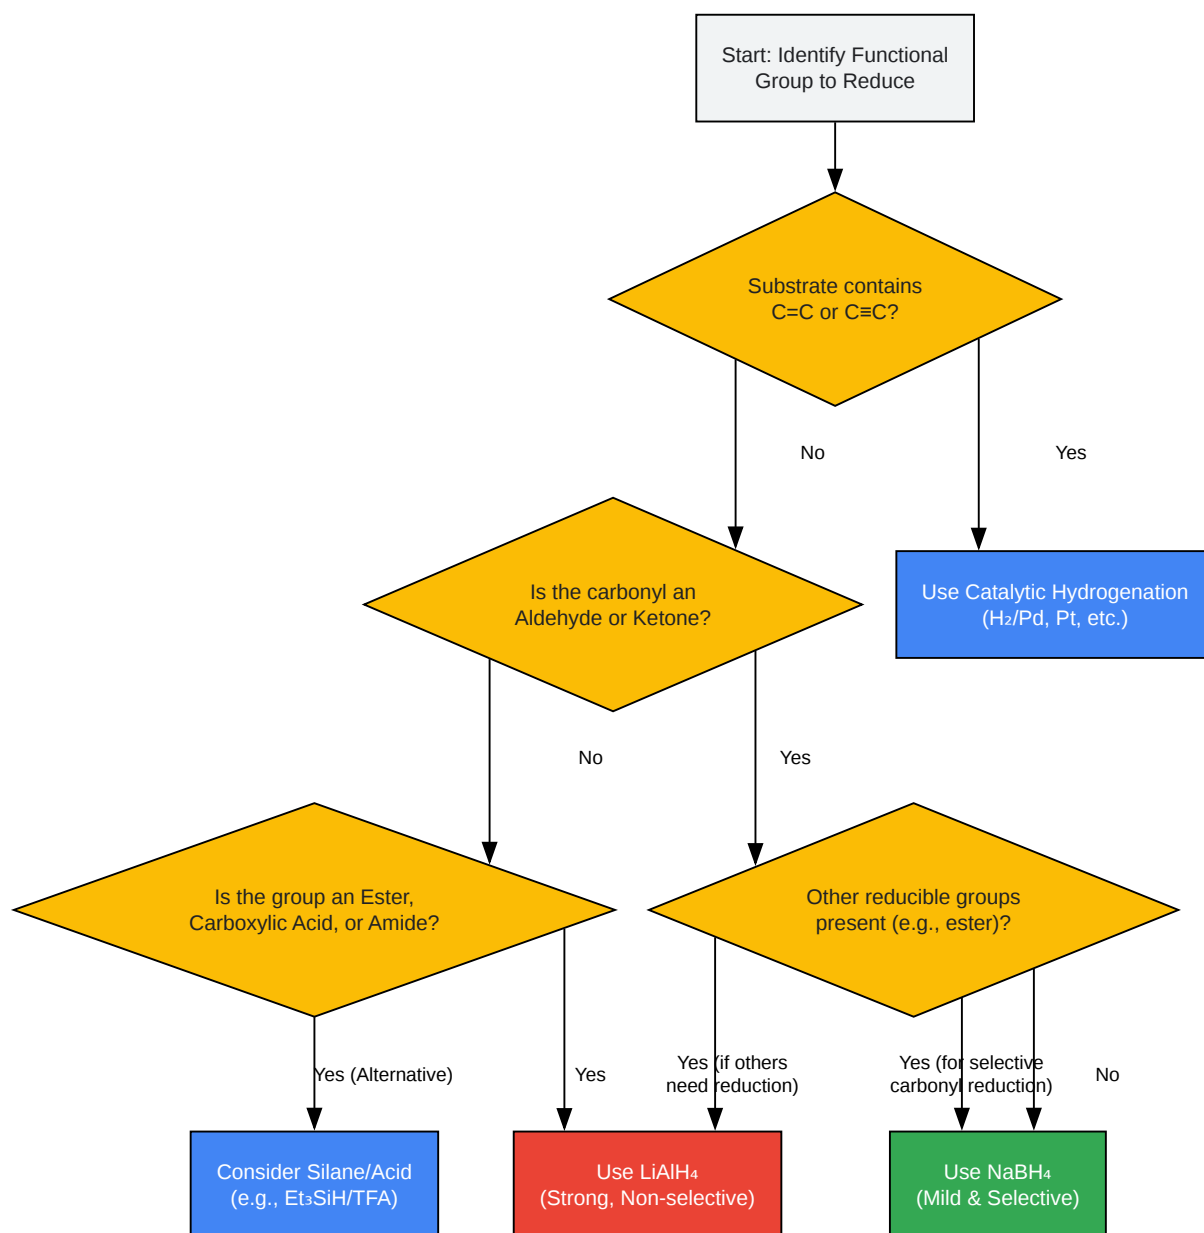 Start: Identify Functional
Group to Reduce
Substrate contains
C=C or C≡C?
No
Yes
Is the carbonyl an
Aldehyde or Ketone?
Use Catalytic Hydrogenation
(H₂/Pd, Pt, etc.)
No
Yes
Is the group an Ester,
Carboxylic Acid, or Amide?
Other reducible groups
present (e.g., ester)?
Yes (Alternative)
Yes
Yes (if others
need reduction)
Yes (for selective
carbonyl reduction)
No
Consider Silane/Acid
(e.g., Et₃SiH/TFA)
Use LiAlH₄
(Strong, Non-selective)
Use NaBH₄
(Mild & Selective)